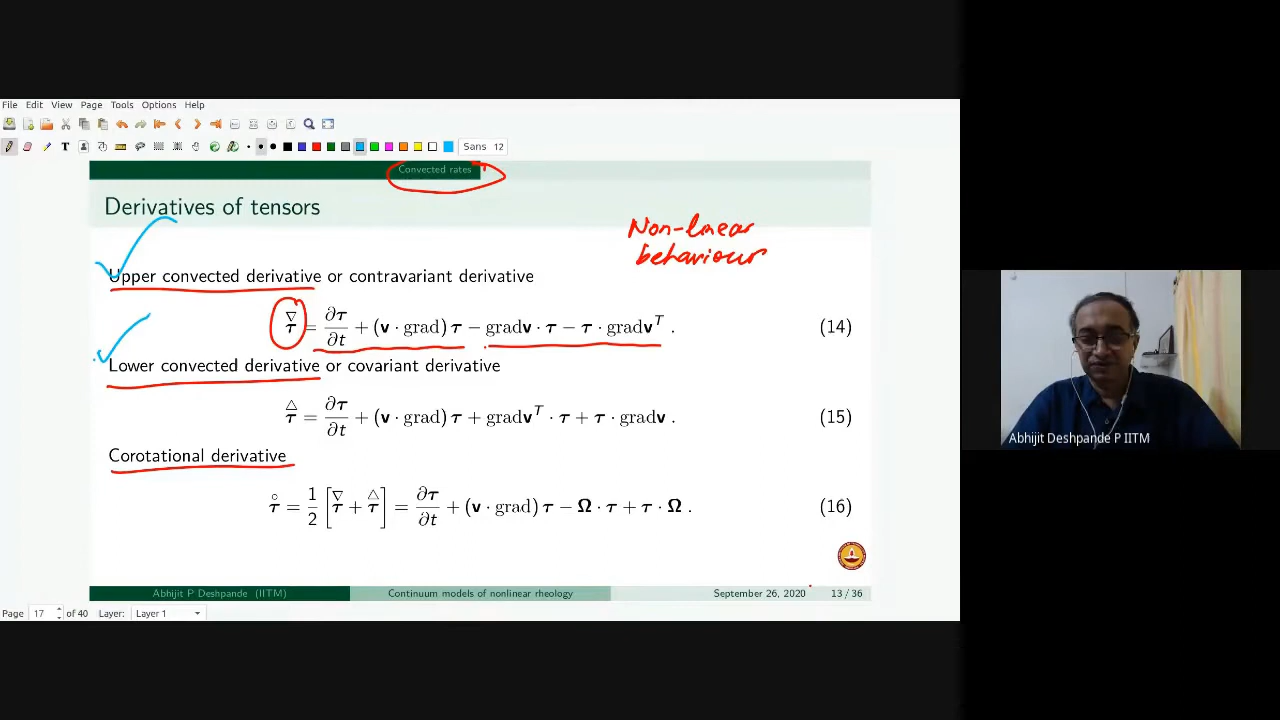 File Edit View Page Tools Options Help
Sans 12
Convected rates
Derivatives of tensors
Non-linear
behaviour
Upper convected derivative or contravariant derivative
∇τ = ∂τ/∂t + (v · grad) τ − gradv · τ − τ · gradvᵀ . (14)
Lower convected derivative or covariant derivative
△τ = ∂τ/∂t + (v · grad) τ + gradvᵀ · τ + τ · gradv . (15)
Corotational derivative
°τ = 1/2 [∇τ + △τ] = ∂τ/∂t + (v · grad) τ − Ω · τ + τ · Ω . (16)
Abhijit Deshpande P IITM
Abhijit P Deshpande (IITM) Continuum models of nonlinear rheology September 26, 2020 13 / 36
Page 17 of 40 Layer: Layer 1